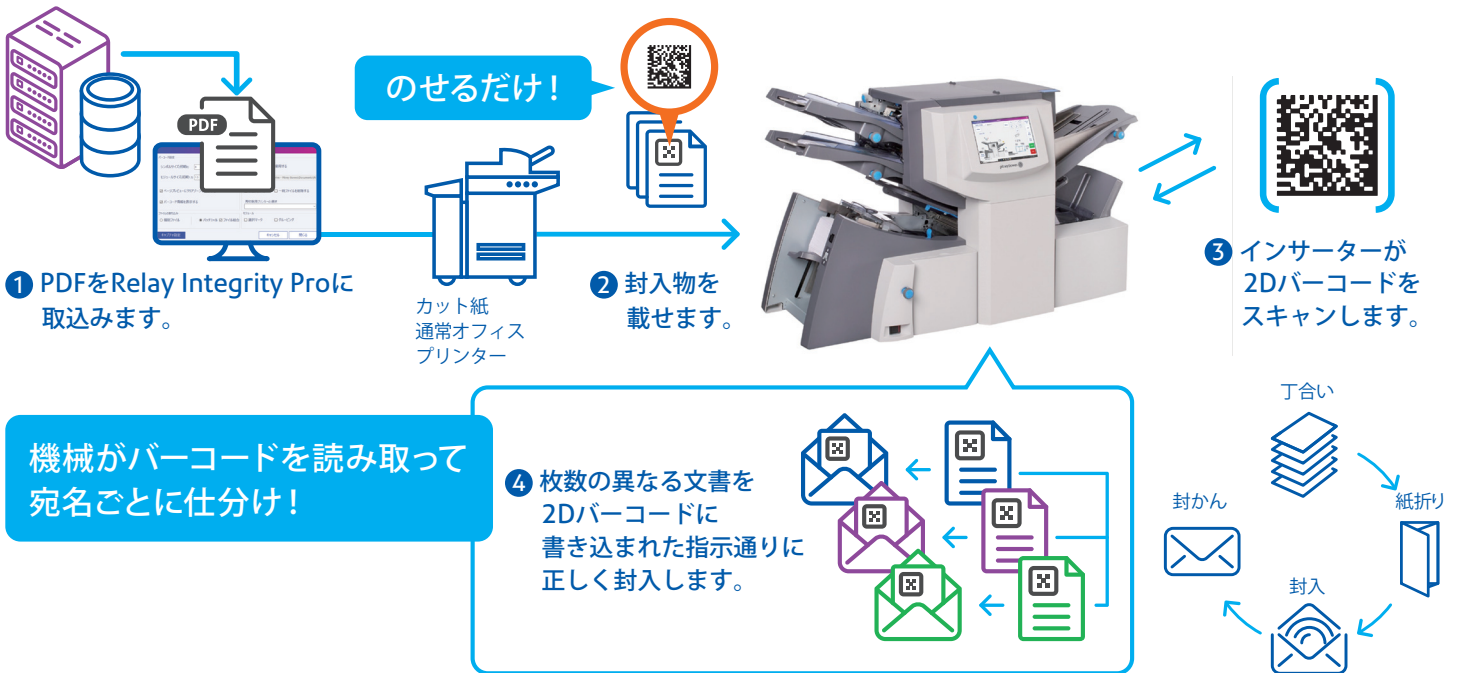 PDF
のせるだけ！
❶ PDFをRelay Integrity Proに
取込みます。
カット紙
通常オフィス
プリンター
❷ 封入物を
載せます。
❸ インサーターが
2Dバーコードを
スキャンします。
機械がバーコードを読み取って
宛名ごとに仕分け！
❹ 枚数の異なる文書を
2Dバーコードに
書き込まれた指示通りに
正しく封入します。
丁合い
紙折り
封入
封かん